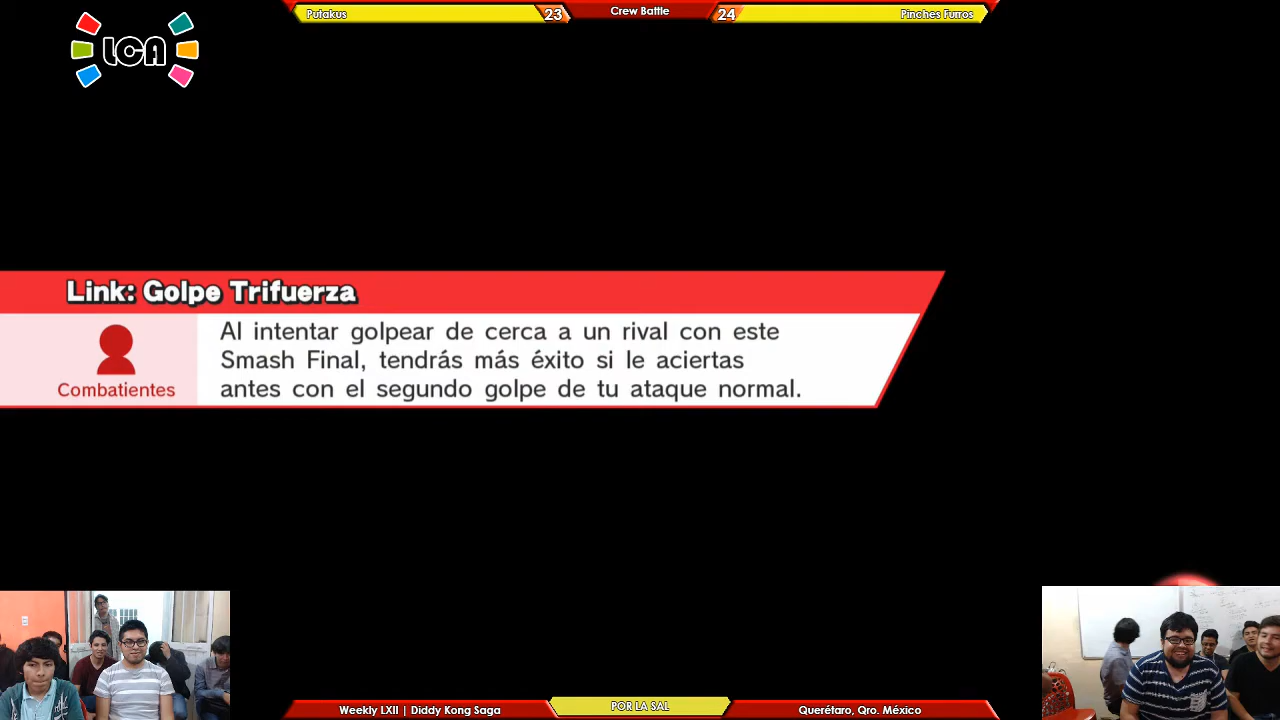 Putakus
23
Crew Battle
24
Pinches Furros
LCA
Link: Golpe Trifuerza
Al intentar golpear de cerca a un rival con este
Smash Final, tendrás más éxito si le aciertas
antes con el segundo golpe de tu ataque normal.
Combatientes
Weekly LXII | Diddy Kong Saga
POR LA SAL
Querétaro, Qro. México